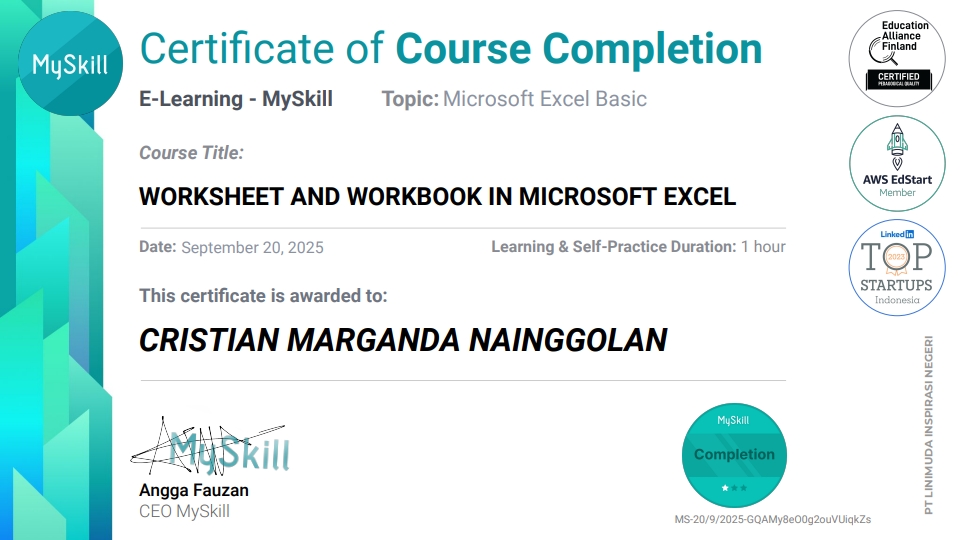 MySkill
Certificate of Course Completion
E-Learning - MySkill Topic: Microsoft Excel Basic
Course Title:
WORKSHEET AND WORKBOOK IN MICROSOFT EXCEL
Date: September 20, 2025 Learning & Self-Practice Duration: 1 hour
This certificate is awarded to:
CRISTIAN MARGANDA NAINGGOLAN
MySkill
Angga Fauzan
CEO MySkill
MySkill
Completion
MS-20/9/2025-GQAMy8eO0g2ouVUiqkZs
Education
Alliance
Finland
CERTIFIED
PEDAGOGICAL QUALITY
AWS EdStart
Member
LinkedIn
TOP
2023
STARTUPS
Indonesia
PT LINIMUDA INSPIRASI NEGERI